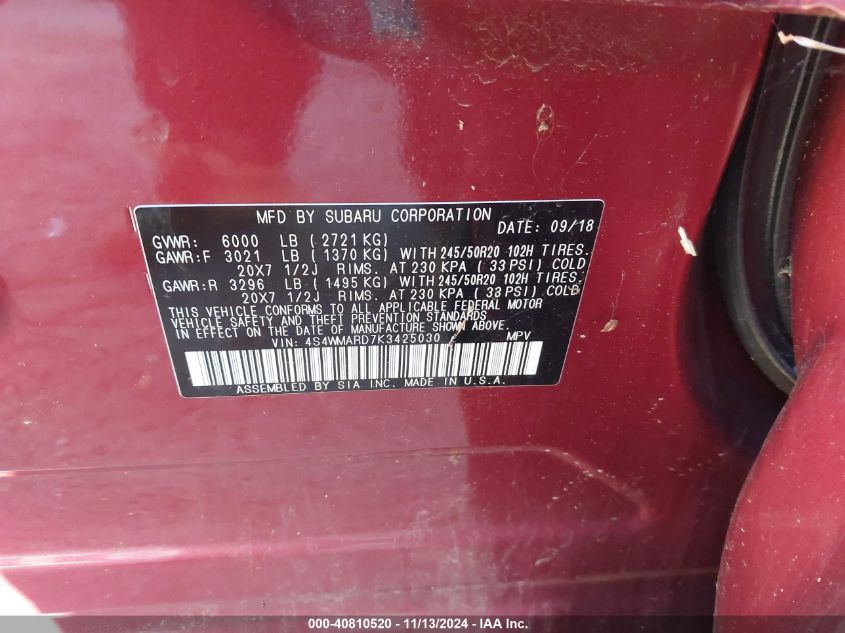 MFD BY SUBARU CORPORATION DATE: 09/18
GVWR: 6000 LB ( 2721 KG)
GAWR: F 3021 LB ( 1370 KG) WITH 245/50R20 102H TIRES.
20X7 1/2J RIMS. AT 230 KPA ( 33 PSI) COLD
GAWR: R 3296 LB ( 1495 KG) WITH 245/50R20 102H TIRES.
20X7 1/2J RIMS. AT 230 KPA ( 33 PSI) COLD
THIS VEHICLE CONFORMS TO ALL APPLICABLE FEDERAL MOTOR
VEHICLE SAFETY AND THEFT PREVENTION STANDARDS
IN EFFECT ON THE DATE OF MANUFACTURE SHOWN ABOVE.
VIN: 4S4WMARD7K3425030 MPV
ASSEMBLED BY SIA INC. MADE IN U.S.A.
000-40810520 - 11/13/2024 - IAA Inc.